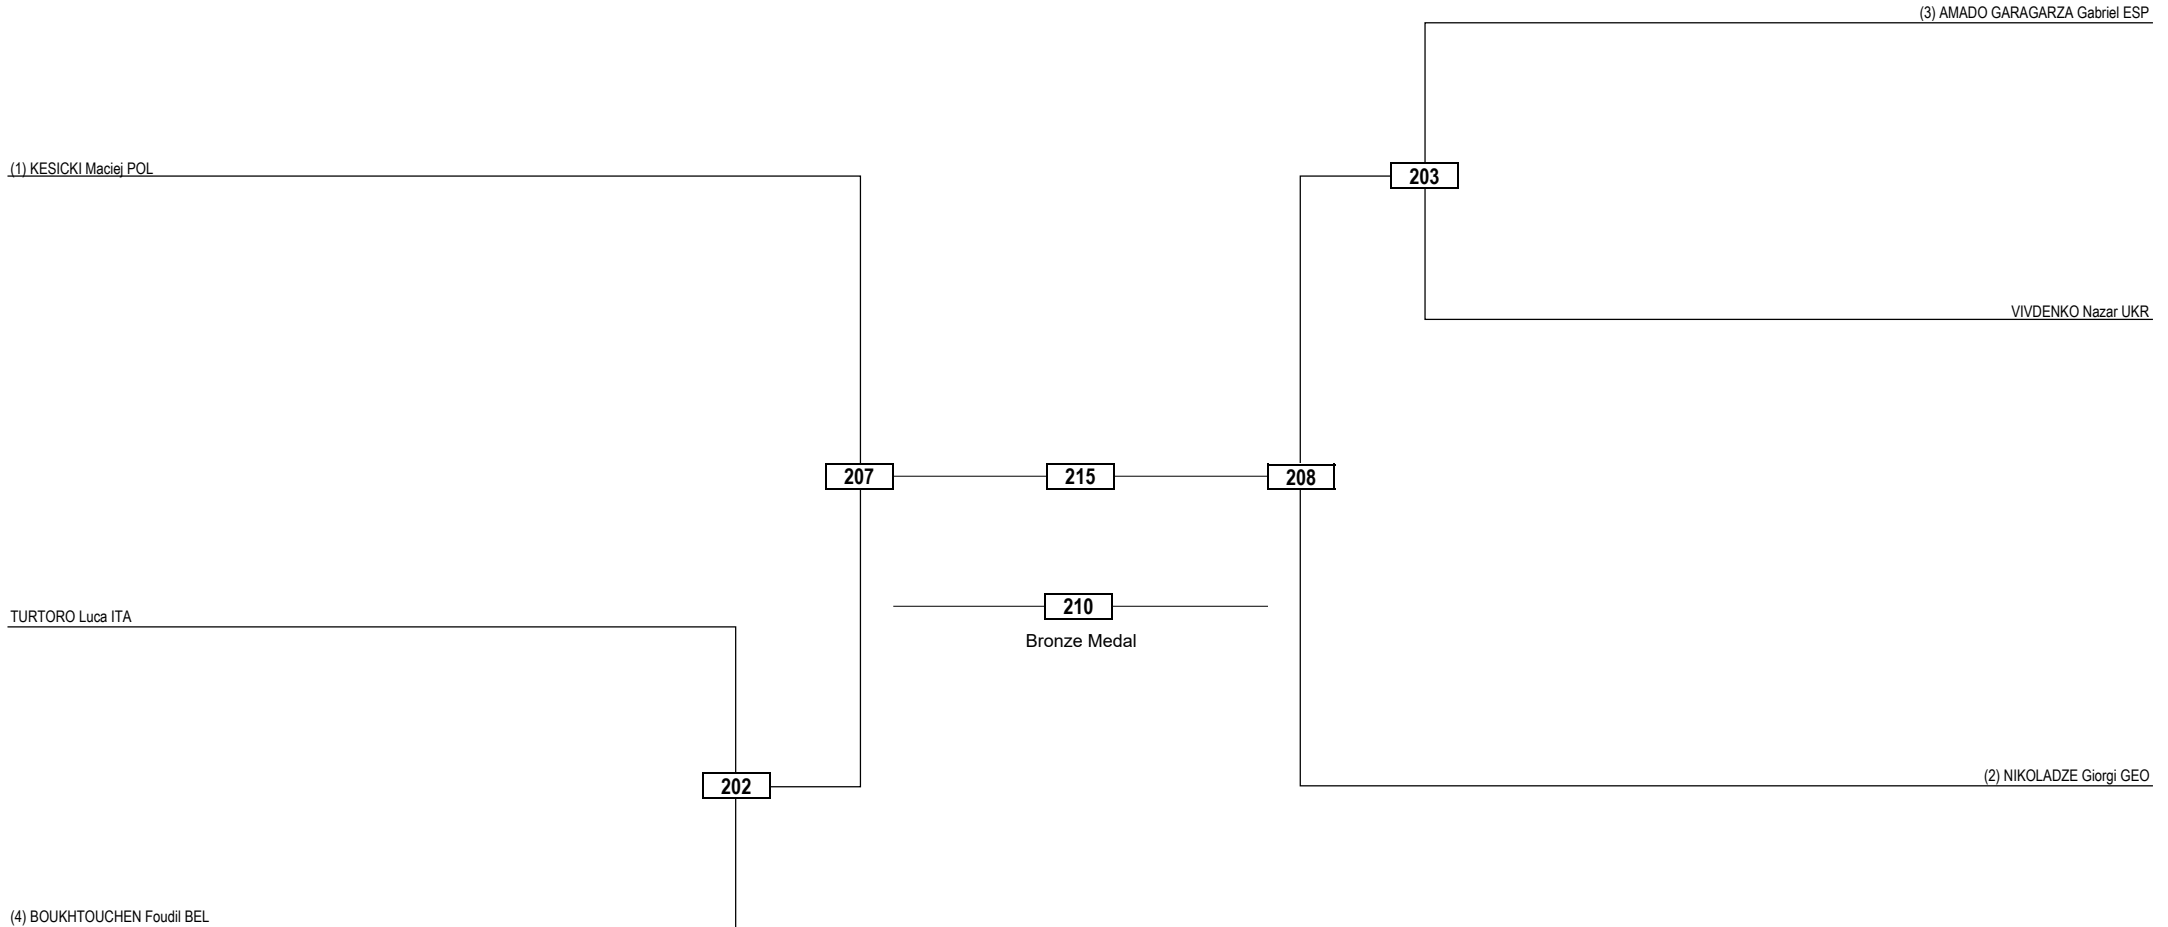 (3) AMADO GARAGARZA Gabriel ESP
(1) KESICKI Maciej POL
203
VIVDENKO Nazar UKR
207
215
208
210
TURTORO Luca ITA
Bronze Medal
202
(2) NIKOLADZE Giorgi GEO
(4) BOUKHTOUCHEN Foudil BEL